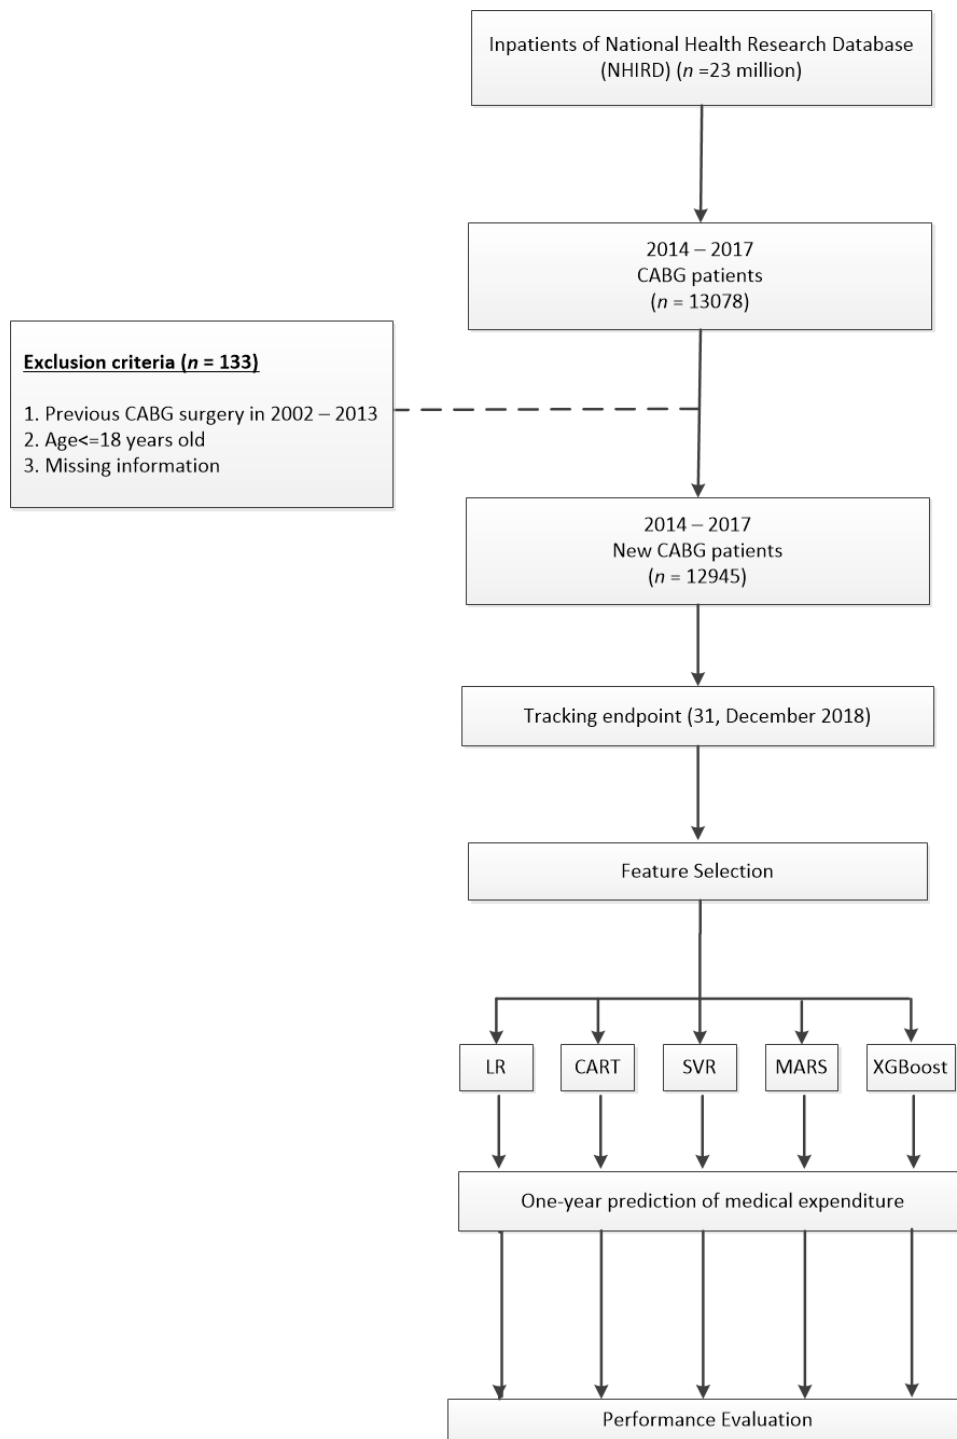 Inpatients of National Health Research Database
(NHIRD) (n =23 million)
2014 – 2017
CABG patients
(n = 13078)
Exclusion criteria (n = 133)
1. Previous CABG surgery in 2002 – 2013
2. Age<=18 years old
3. Missing information
2014 – 2017
New CABG patients
(n = 12945)
Tracking endpoint (31, December 2018)
Feature Selection
LR
CART
SVR
MARS
XGBoost
One-year prediction of medical expenditure
Performance Evaluation